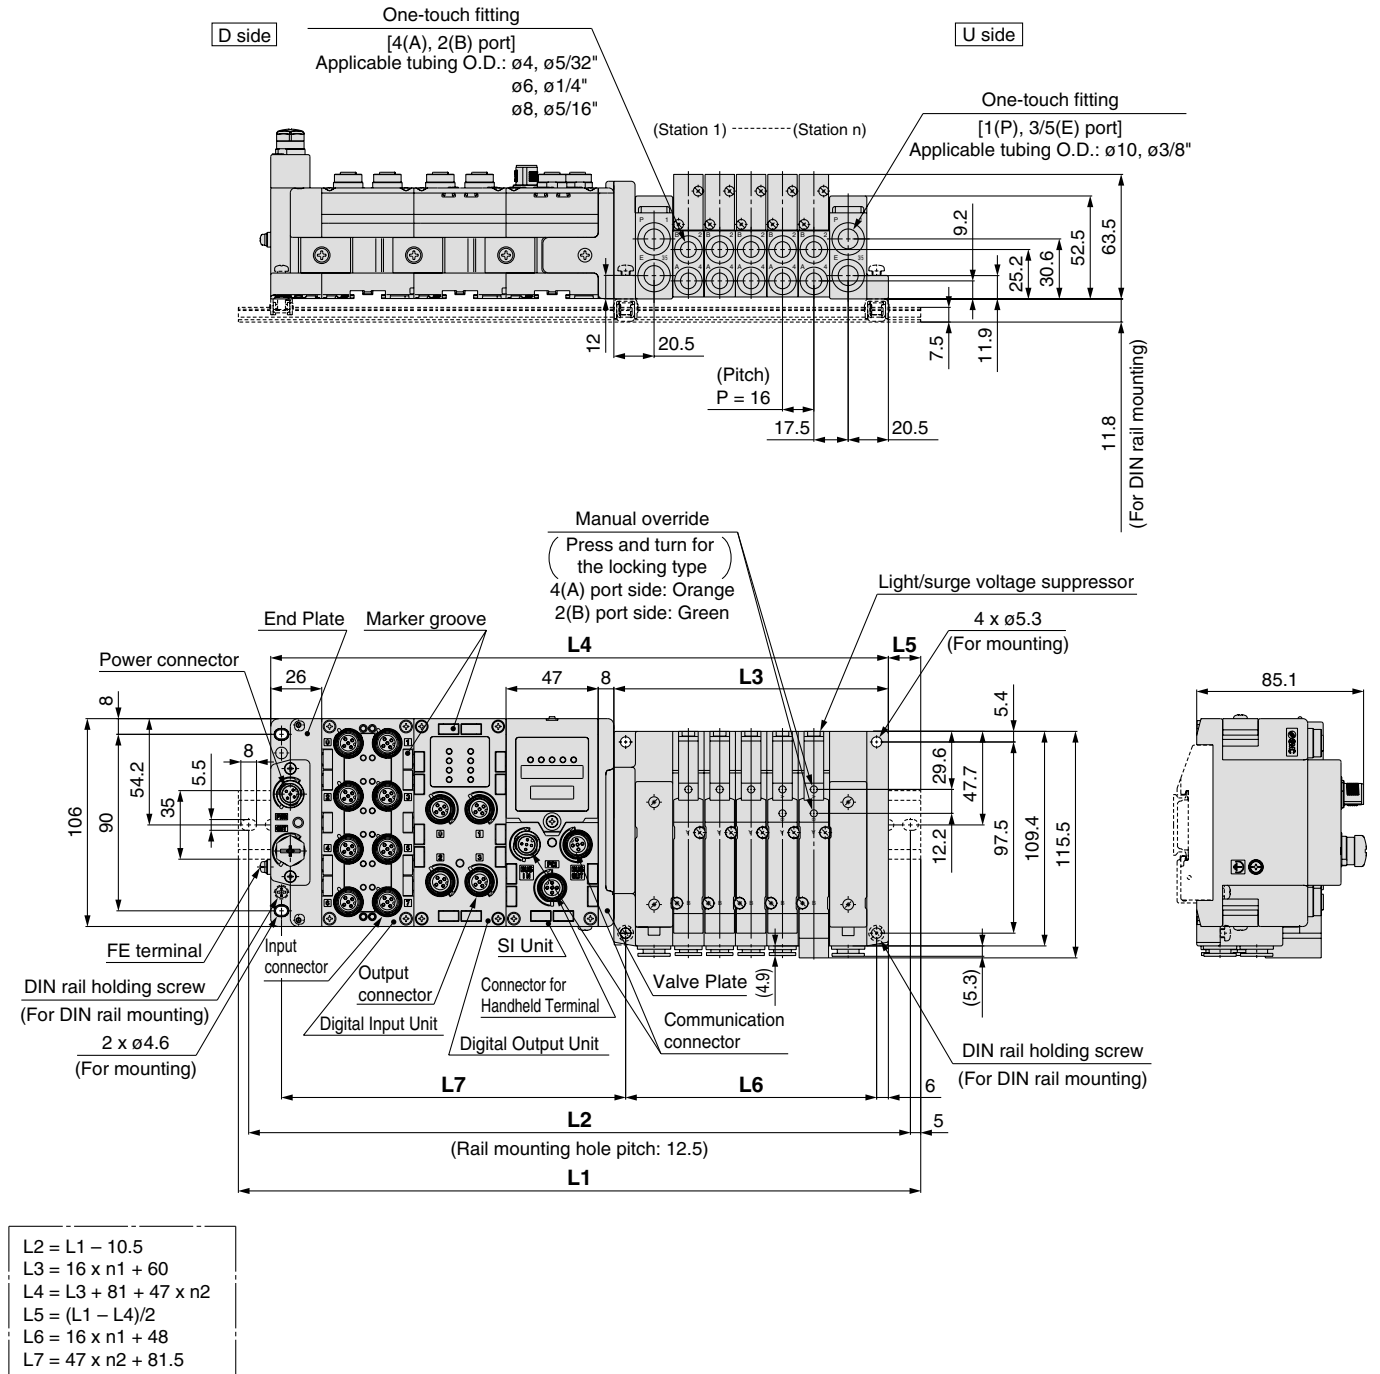 D side
One-touch fitting
[4(A), 2(B) port]
Applicable tubing O.D.: ø4, ø5/32"
ø6, ø1/4"
ø8, ø5/16"
U side
One-touch fitting
[1(P), 3/5(E) port]
Applicable tubing O.D.: ø10, ø3/8"
(Station 1) ---------- (Station n)
9.2
25.2
30.6
52.5
63.5
12
20.5
7.5
11.9
(Pitch)
P = 16
17.5
20.5
11.8
(For DIN rail mounting)
Manual override
Press and turn for
the locking type
4(A) port side: Orange
2(B) port side: Green
Light/surge voltage suppressor
4 x ø5.3
(For mounting)
End Plate
Marker groove
Power connector
L4
L5
26
47
8
L3
85.1
8
5.4
106
90
54.2
35
5.5
8
29.6
12.2
47.7
97.5
109.4
115.5
FE terminal
Input
connector
Output
connector
SI Unit
Connector for
Handheld Terminal
Valve Plate
(4.9)
(5.3)
DIN rail holding screw
(For DIN rail mounting)
2 x ø4.6
(For mounting)
Digital Input Unit
Digital Output Unit
Communication
connector
DIN rail holding screw
(For DIN rail mounting)
L7
L6
6
L2
5
(Rail mounting hole pitch: 12.5)
L1
L2 = L1 – 10.5
L3 = 16 x n1 + 60
L4 = L3 + 81 + 47 x n2
L5 = (L1 – L4)/2
L6 = 16 x n1 + 48
L7 = 47 x n2 + 81.5